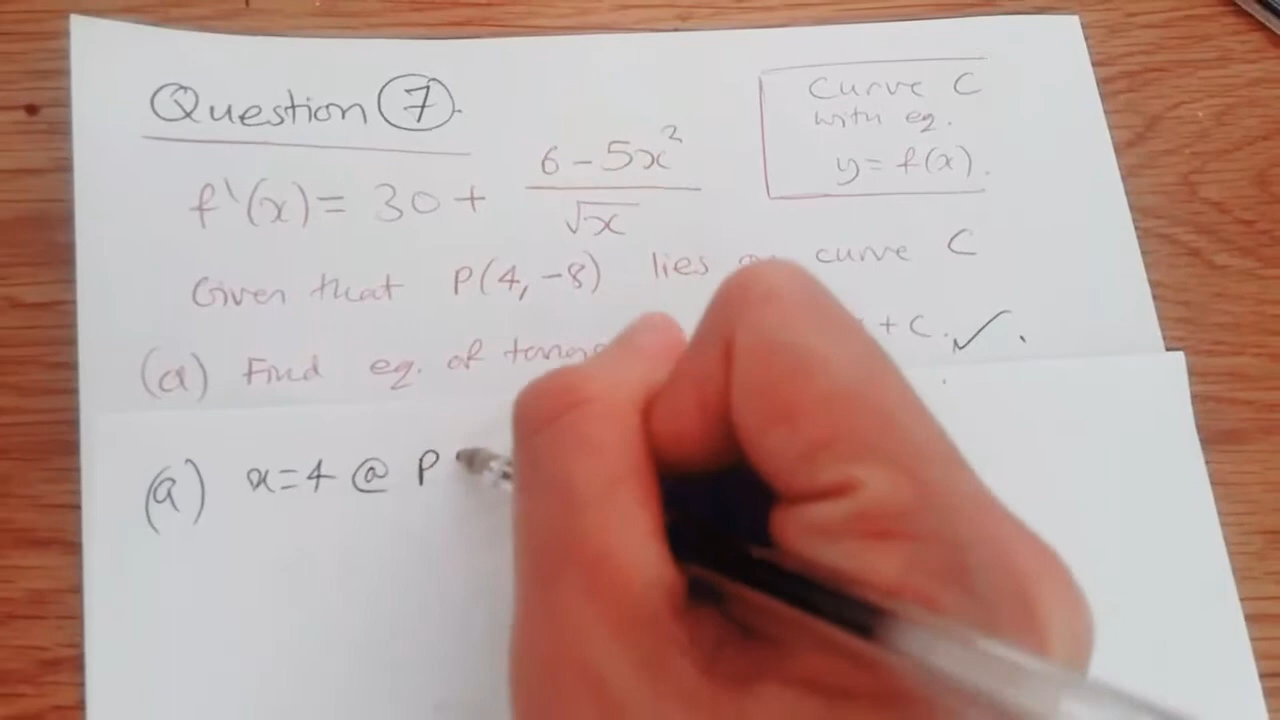 Question 7.
Curve C
with eq.
y = f(x).
f'(x) = 30 + (6 - 5x²)/√x
Given that P(4, -8) lies curve C
(a) Find eq. of + C. ✓.
(a) x=4 @ P